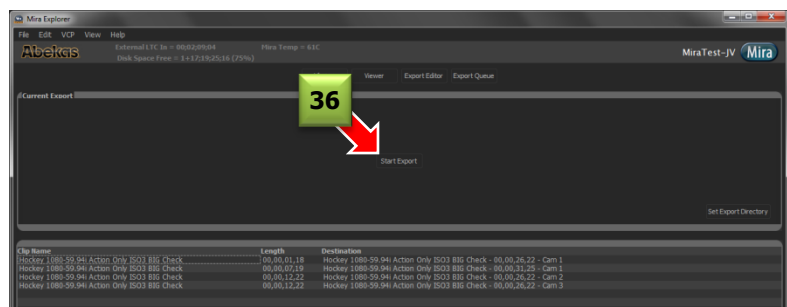 Mira Explorer
File Edit VCP View Help
Abekas
External LTC In = 00;02;09;04 Mira Temp = 61C
Disk Space Free = 1+17;19;25;16 (75%)
MiraTest-JV Mira
Viewer Export Editor Export Queue
Current Export
36
Start Export
Set Export Directory
Clip Name Length Destination
Hockey 1080-59.94i Action Only ISO3 BIG Check 00,00,01,18 Hockey 1080-59.94i Action Only ISO3 BIG Check - 00,00,26,22 - Cam 1
Hockey 1080-59.94i Action Only ISO3 BIG Check 00,00,07,19 Hockey 1080-59.94i Action Only ISO3 BIG Check - 00,00,31,25 - Cam 1
Hockey 1080-59.94i Action Only ISO3 BIG Check 00,00,12,22 Hockey 1080-59.94i Action Only ISO3 BIG Check - 00,00,26,22 - Cam 2
Hockey 1080-59.94i Action Only ISO3 BIG Check 00,00,12,22 Hockey 1080-59.94i Action Only ISO3 BIG Check - 00,00,26,22 - Cam 3